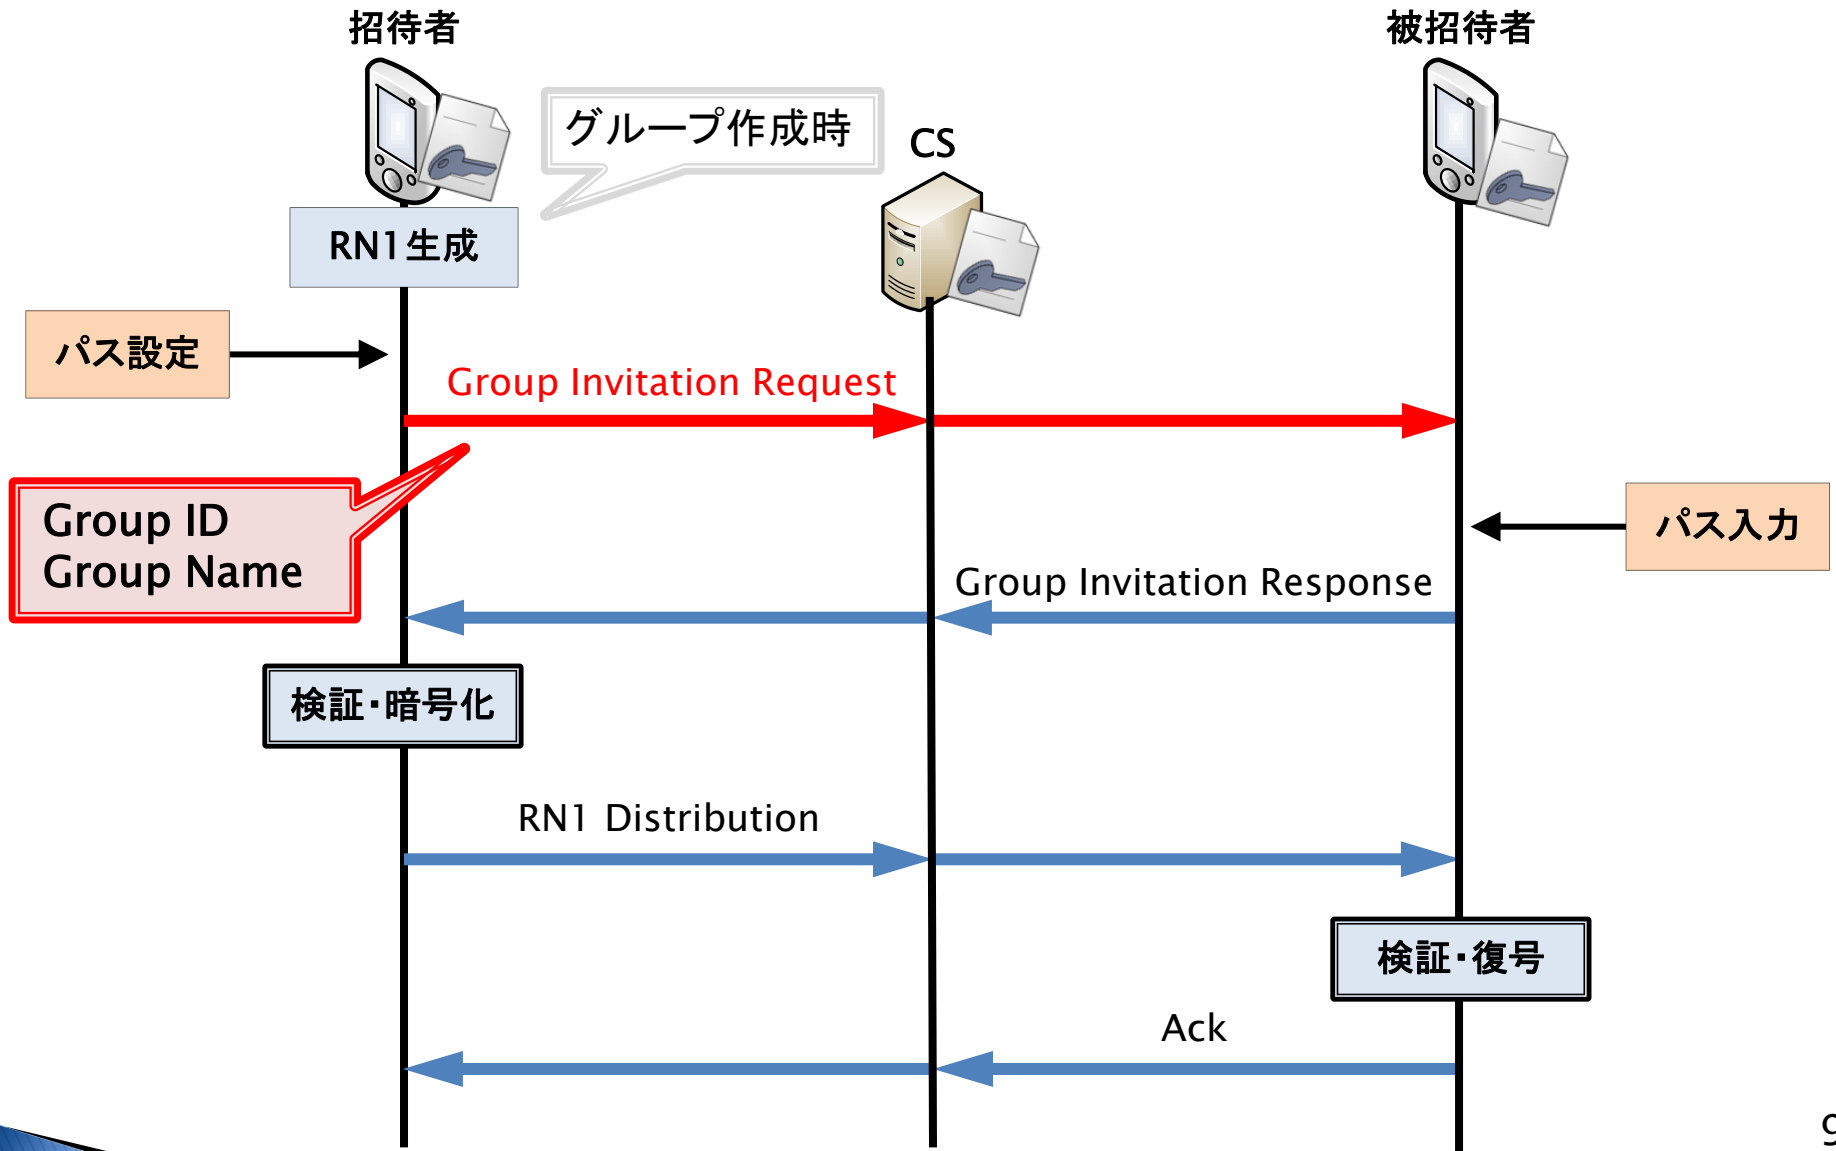 招待者
被招待者
グループ作成時
CS
RN1生成
パス設定
Group Invitation Request
Group ID
Group Name
パス入力
Group Invitation Response
検証・暗号化
RN1 Distribution
検証・復号
Ack
9